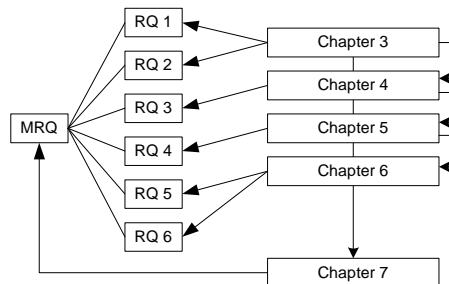 RQ 1
Chapter 3
RQ 2
Chapter 4
RQ 3
MRQ
Chapter 5
RQ 4
Chapter 6
RQ 5
RQ 6
Chapter 7